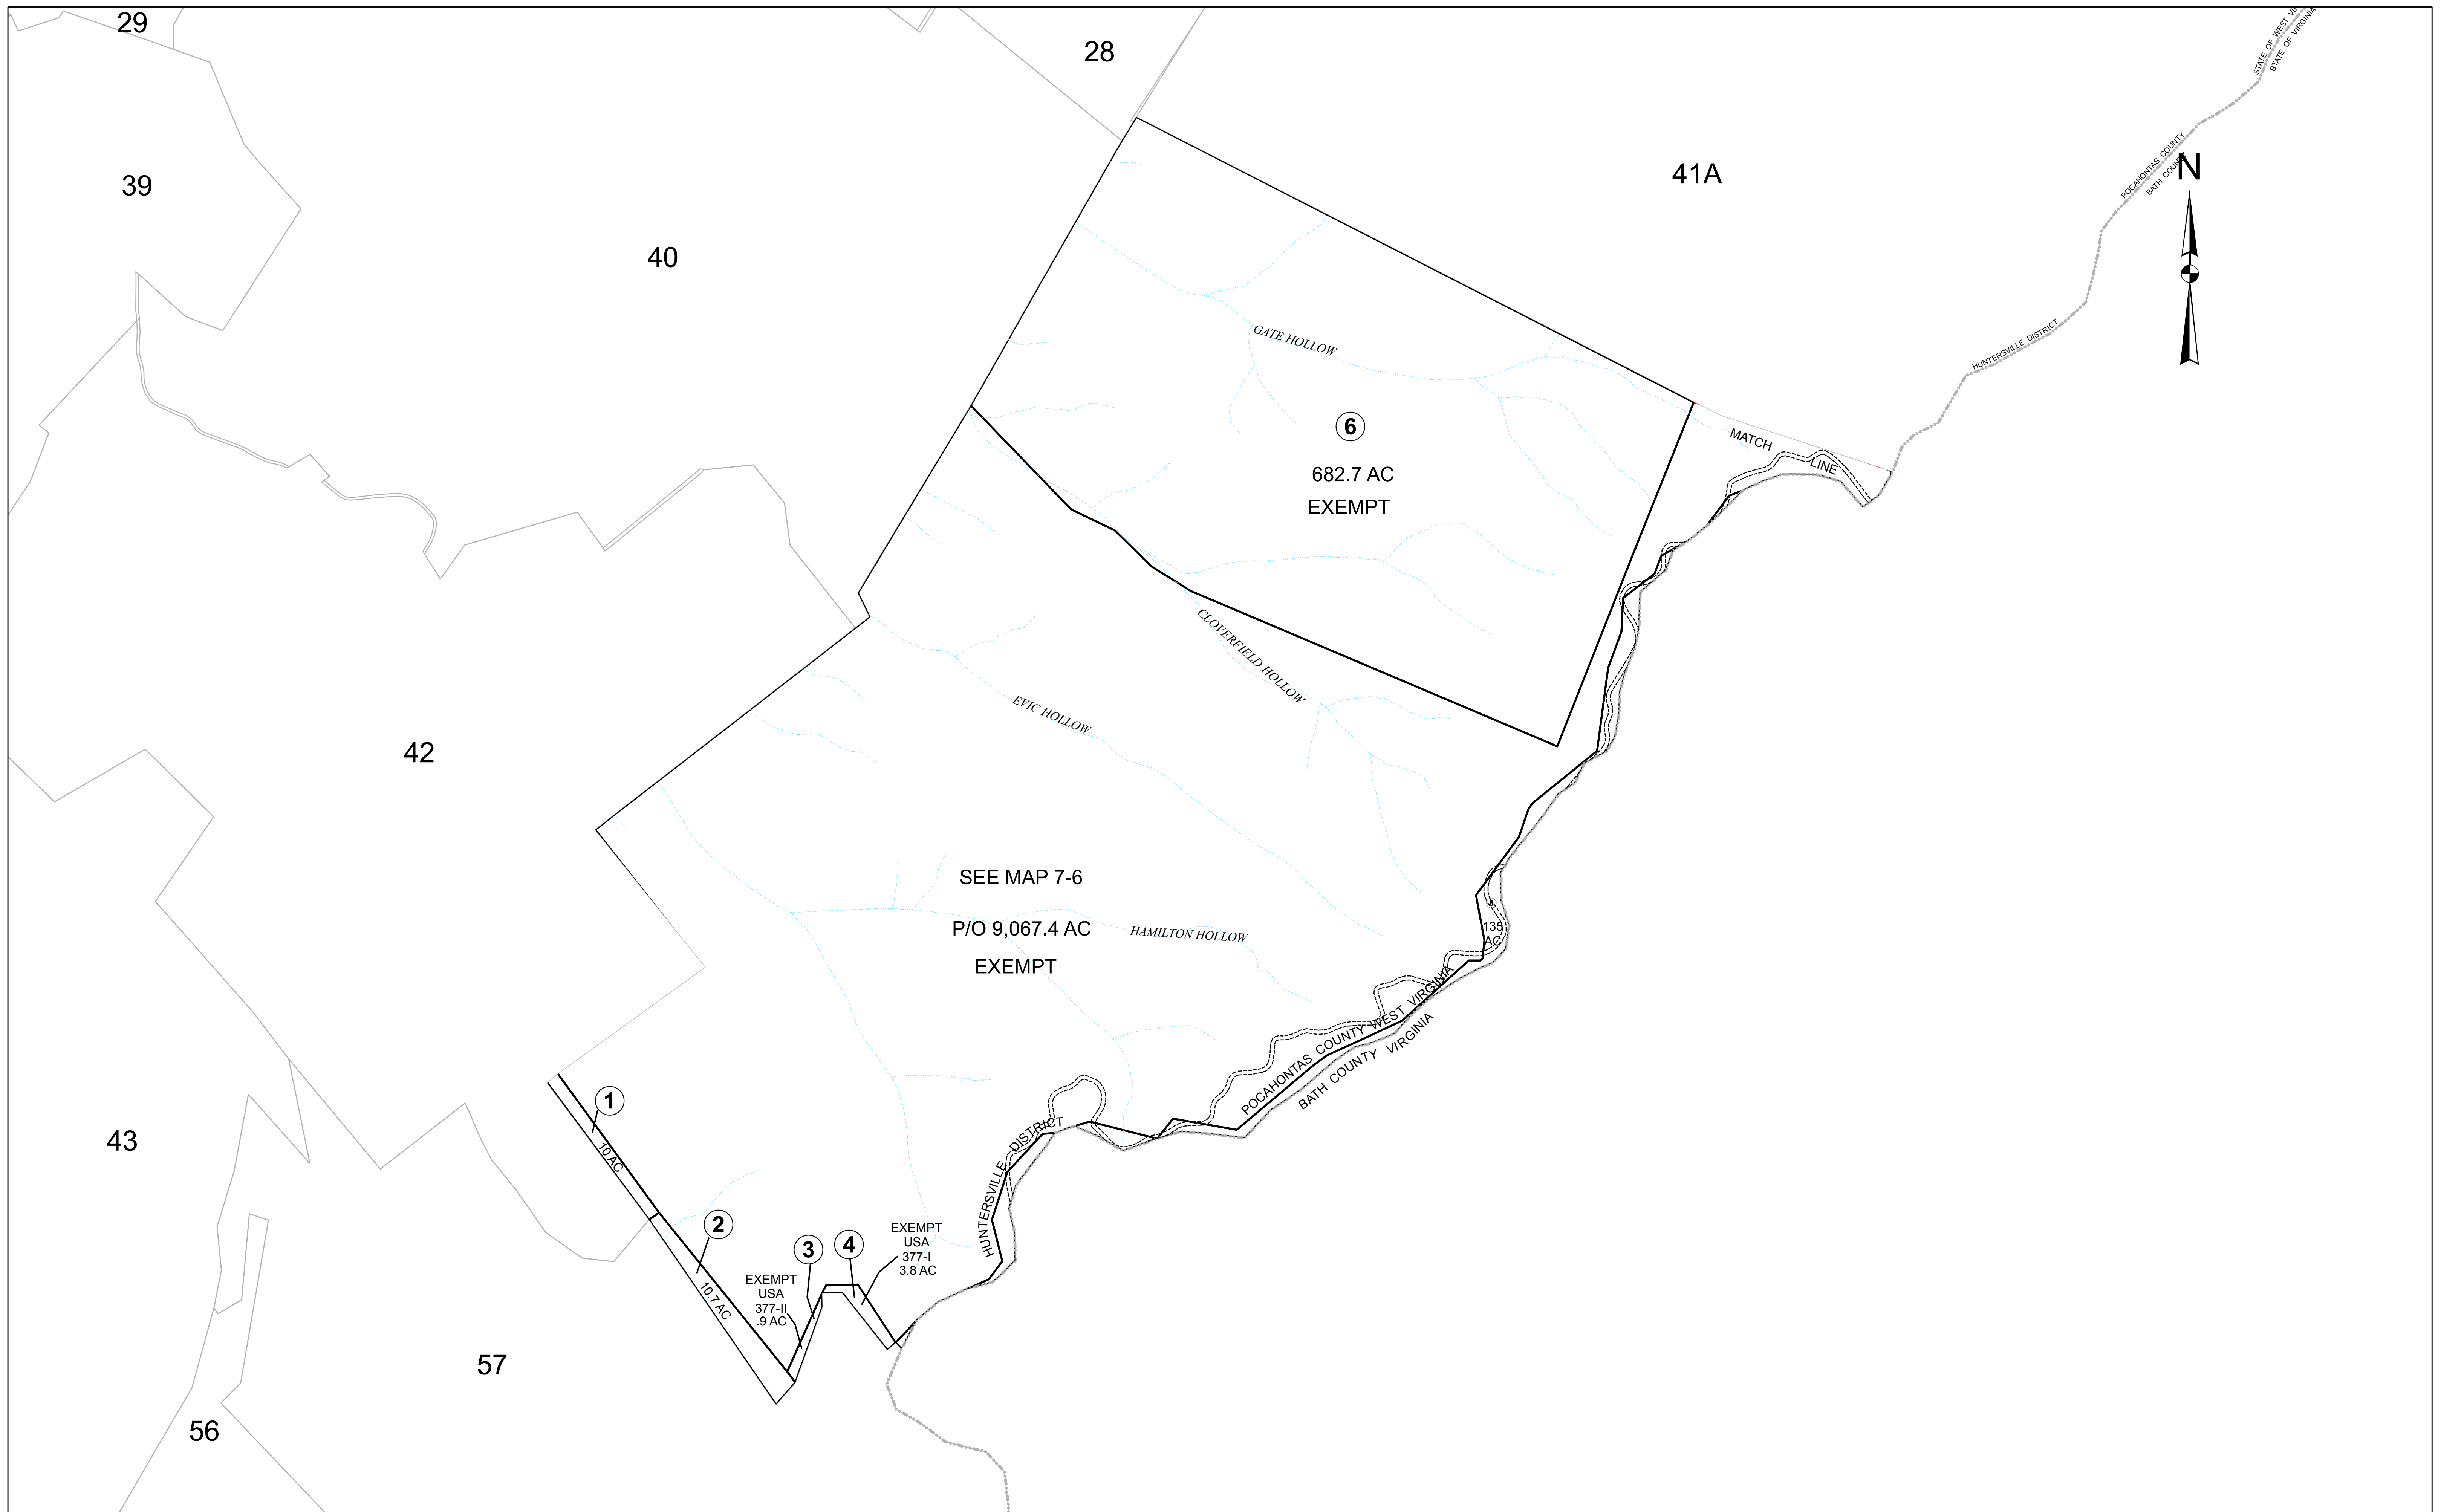 29
28
STATE OF WEST VIR
STATE OF VIRGINIA
39
41A
POCAHONTAS COUNTY
BATH COUN
N
40
GATE HOLLOW
HUNTERSVILLE DISTRICT
6
682.7 AC
EXEMPT
MATCH LINE
CLOVERFIELD HOLLOW
EVIC HOLLOW
42
SEE MAP 7-6
P/O 9,067.4 AC
EXEMPT
HAMILTON HOLLOW
135
AC
POCAHONTAS COUNTY WEST VIRGINIA
BATH COUNTY VIRGINIA
HUNTERSVILLE DISTRICT
43
1
10 AC
2
10.7 AC
3
EXEMPT
USA
377-II
.9 AC
4
EXEMPT
USA
377-I
3.8 AC
57
56